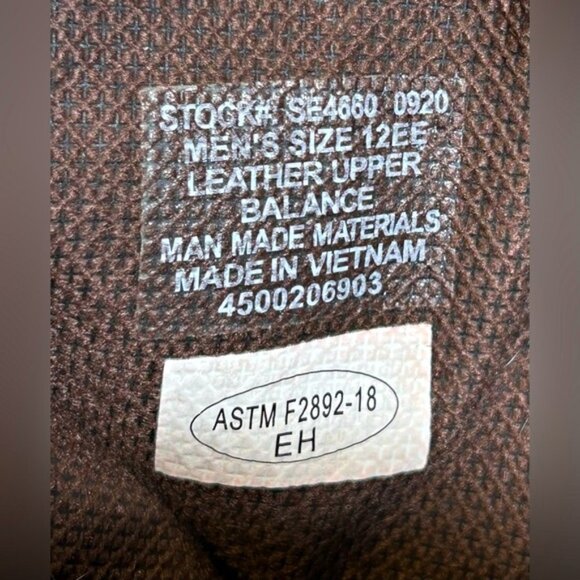 STOCK# SE4660 0920
MEN'S SIZE 12EE
LEATHER UPPER
BALANCE
MAN MADE MATERIALS
MADE IN VIETNAM
4500206903
ASTM F2892-18
EH